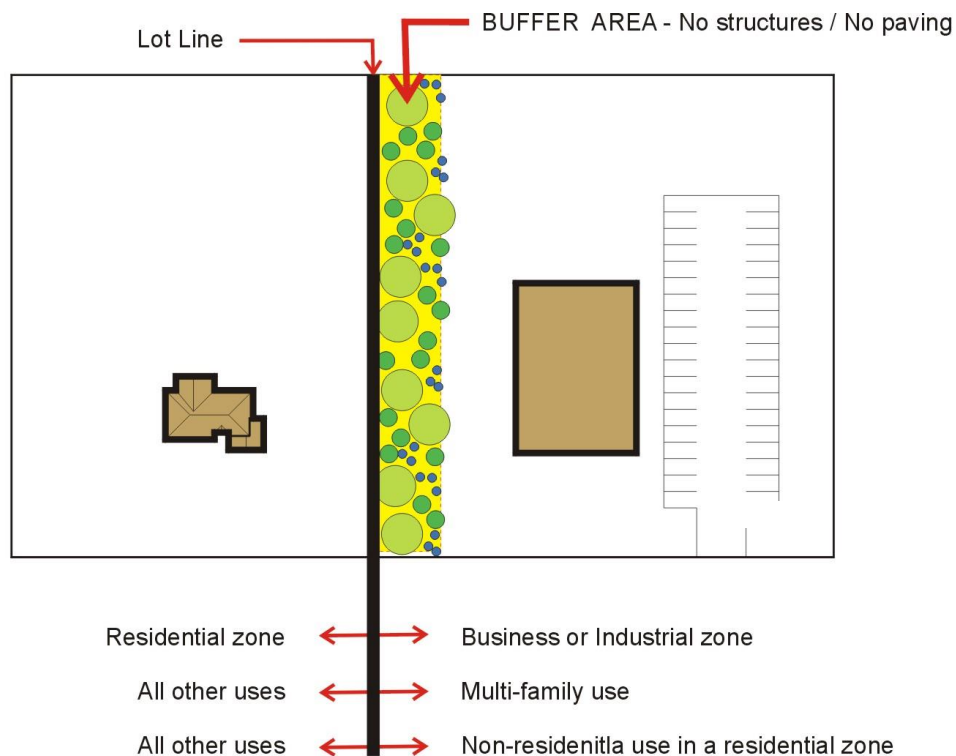 BUFFER AREA - No structures / No paving
Lot Line
Residential zone
Business or Industrial zone
All other uses
Multi-family use
All other uses
Non-residenitla use in a residential zone